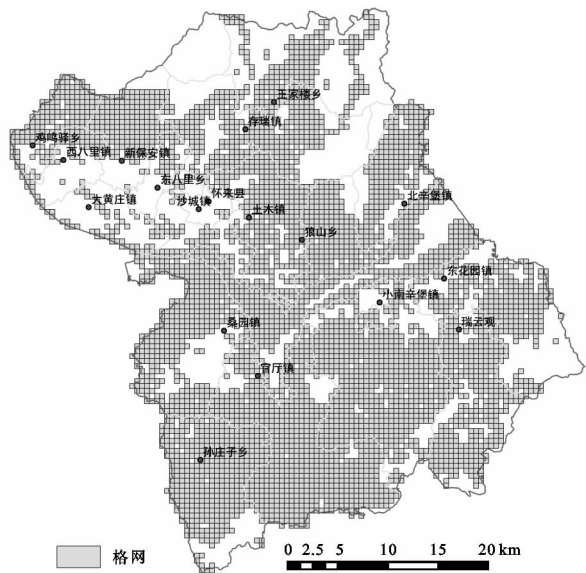 王家楼乡
存瑞镇
鸡鸣驿乡
西八里镇
新保安镇
东八里乡
怀来县
大黄庄镇
沙城镇
土木镇
北辛堡镇
狼山乡
东花园镇
小南辛堡镇
桑园镇
瑞云观
官厅镇
孙庄子乡
格网
0 2.5 5 10 15 20 km